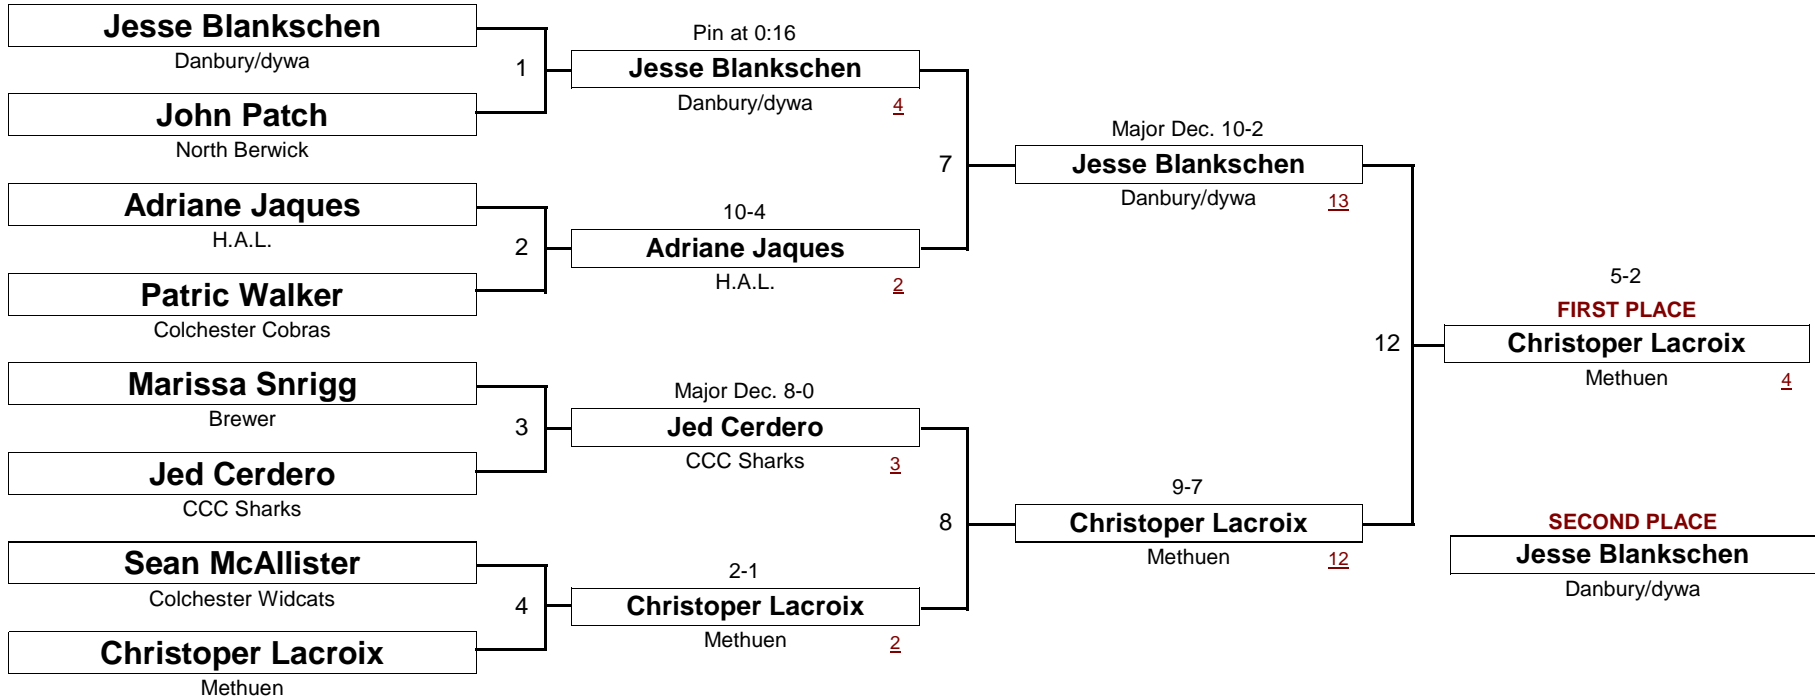 Jesse Blankschen
Danbury/dywa
1
John Patch
North Berwick
Adriane Jaques
H.A.L.
2
Patric Walker
Colchester Cobras
Marissa Snrigg
Brewer
3
Jed Cerdero
CCC Sharks
Sean McAllister
Colchester Widcats
4
Christoper Lacroix
Methuen
Pin at 0:16
Jesse Blankschen
Danbury/dywa 4
7
10-4
Adriane Jaques
H.A.L. 2
Major Dec. 8-0
Jed Cerdero
CCC Sharks 3
8
2-1
Christoper Lacroix
Methuen 2
Major Dec. 10-2
Jesse Blankschen
Danbury/dywa 13
12
9-7
Christoper Lacroix
Methuen 12
5-2
FIRST PLACE
Christoper Lacroix
Methuen 4
SECOND PLACE
Jesse Blankschen
Danbury/dywa